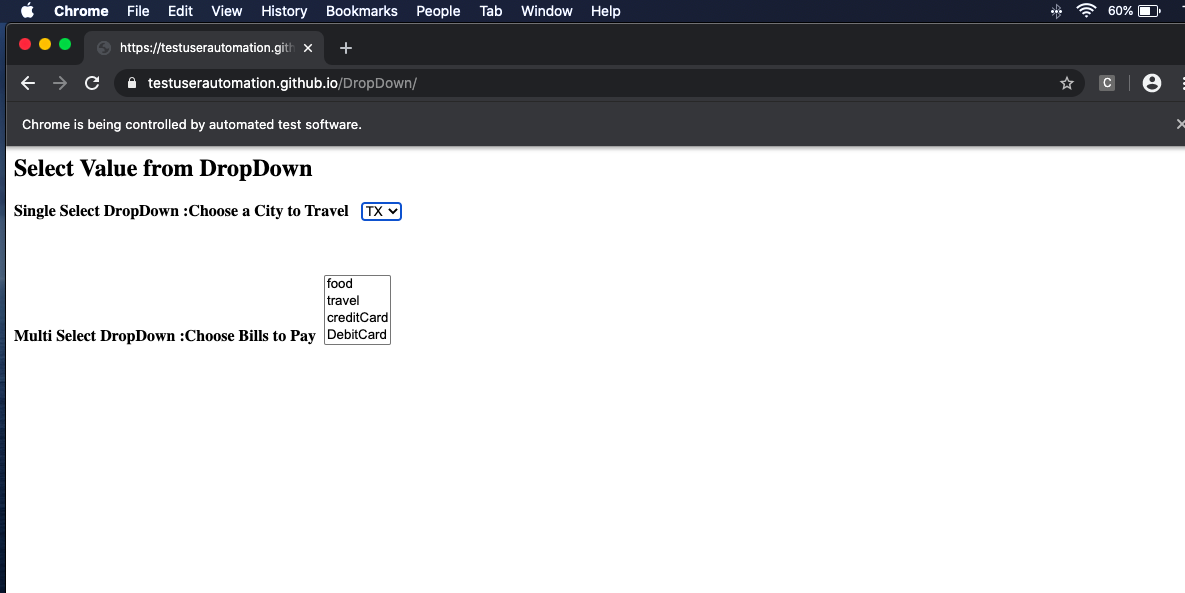 Chrome File Edit View History Bookmarks People Tab Window Help 60%
https://testuserautomation.gith
testuserautomation.github.io/DropDown/ C
Chrome is being controlled by automated test software.
Select Value from DropDown
Single Select DropDown :Choose a City to Travel TX
food
travel
creditCard
Multi Select DropDown :Choose Bills to Pay DebitCard